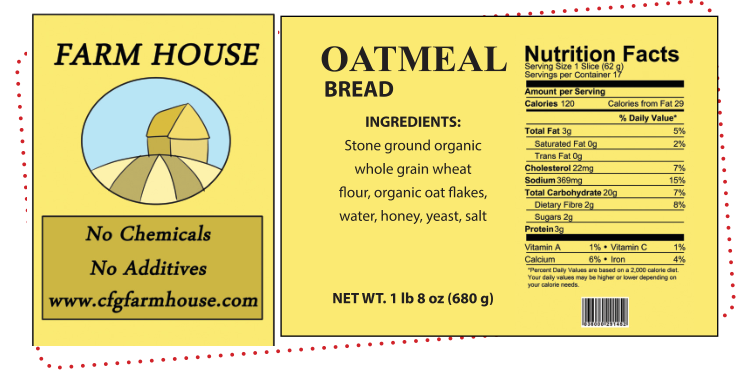 FARM HOUSE
No Chemicals
No Additives
www.cfgfarmhouse.com
OATMEAL
BREAD
INGREDIENTS:
Stone ground organic
whole grain wheat
flour, organic oat flakes,
water, honey, yeast, salt
NET WT. 1 lb 8 oz (680 g)
Nutrition Facts
Serving Size 1 Slice (62 g)
Servings per Container 17
Amount per Serving
Calories 120 Calories from Fat 29
% Daily Value*
Total Fat 3g 5%
Saturated Fat 0g 2%
Trans Fat 0g
Cholesterol 22mg 7%
Sodium 369mg 15%
Total Carbohydrate 20g 7%
Dietary Fibre 2g 8%
Sugars 2g
Protein 3g
Vitamin A 1% • Vitamin C 1%
Calcium 6% • Iron 4%
*Percent Daily Values are based on a 2,000 calorie diet.
Your daily values may be higher or lower depending on
your calorie needs.